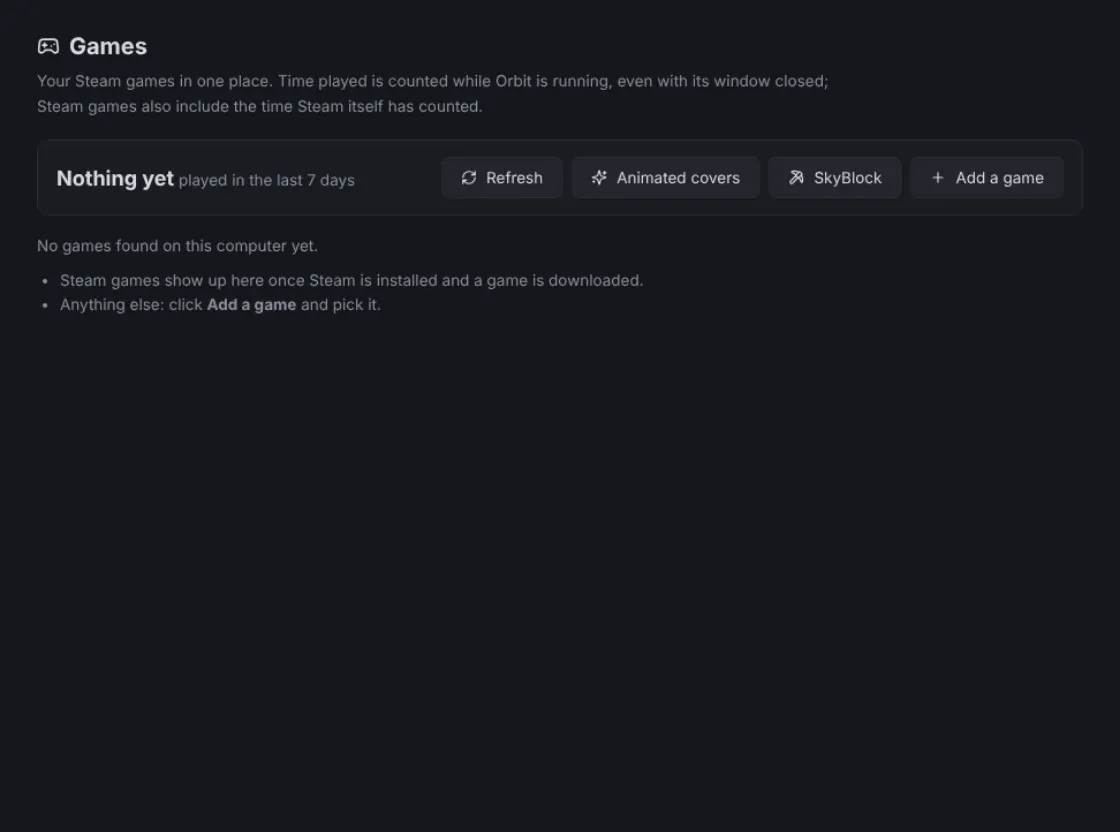 Games
Your Steam games in one place. Time played is counted while Orbit is running, even with its window closed;
Steam games also include the time Steam itself has counted.
Nothing yet played in the last 7 days
Refresh
Animated covers
SkyBlock
Add a game
No games found on this computer yet.
• Steam games show up here once Steam is installed and a game is downloaded.
• Anything else: click Add a game and pick it.